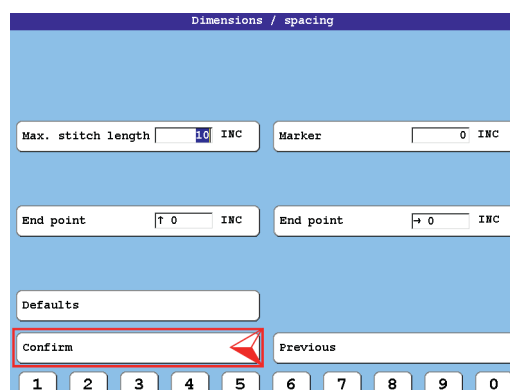 Dimensions / spacing
Max. stitch length 10 INC Marker 0 INC
End point ↑ 0 INC End point → 0 INC
Defaults
Confirm Previous
1 2 3 4 5 6 7 8 9 0